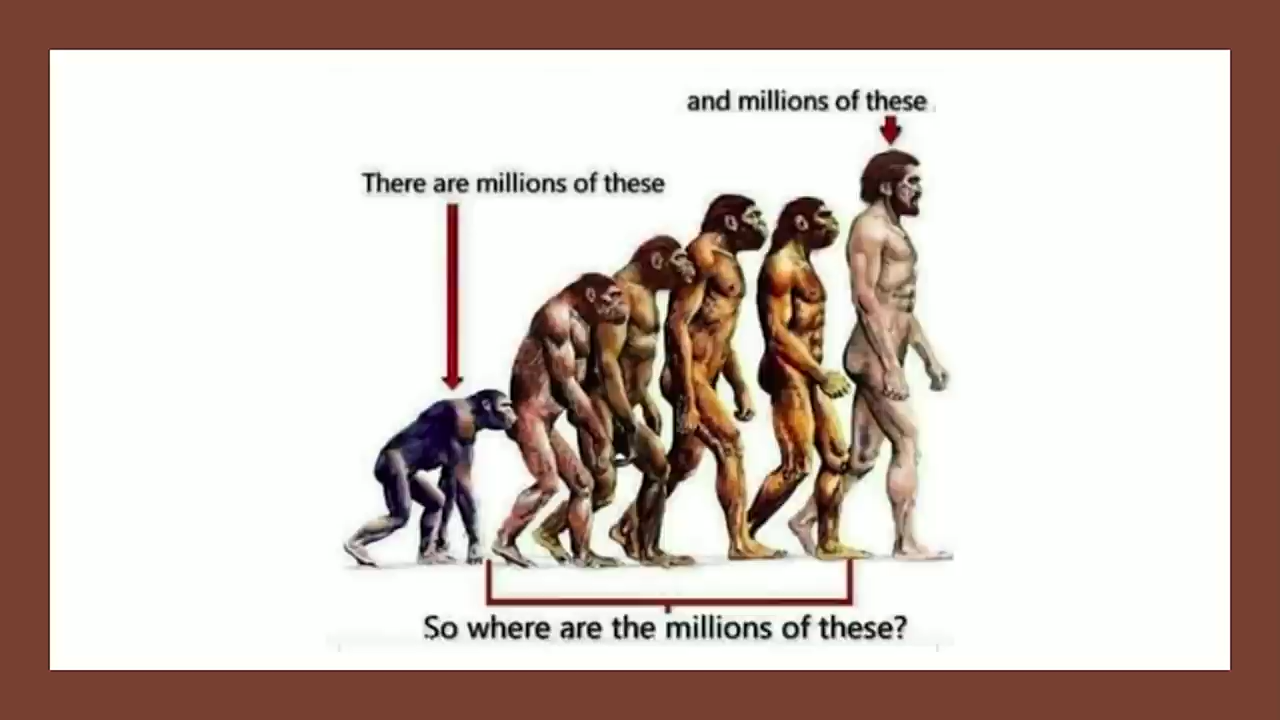 and millions of these
There are millions of these
So where are the millions of these?